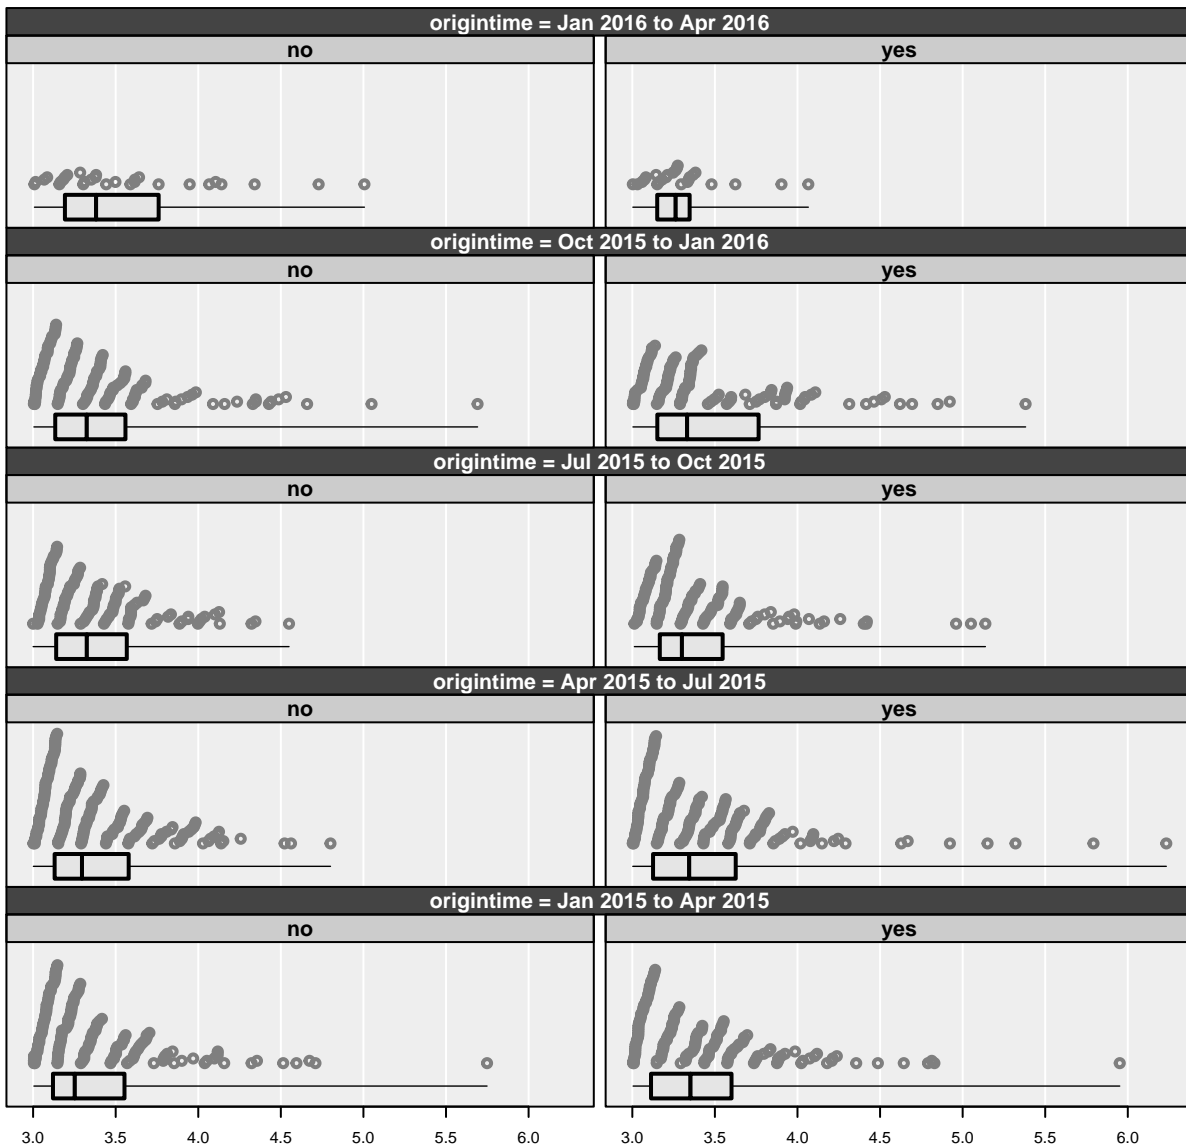 origintime = Jan 2016 to Apr 2016
no yes
origintime = Oct 2015 to Jan 2016
no yes
origintime = Jul 2015 to Oct 2015
no yes
origintime = Apr 2015 to Jul 2015
no yes
origintime = Jan 2015 to Apr 2015
no yes
3.0 3.5 4.0 4.5 5.0 5.5 6.0 3.0 3.5 4.0 4.5 5.0 5.5 6.0